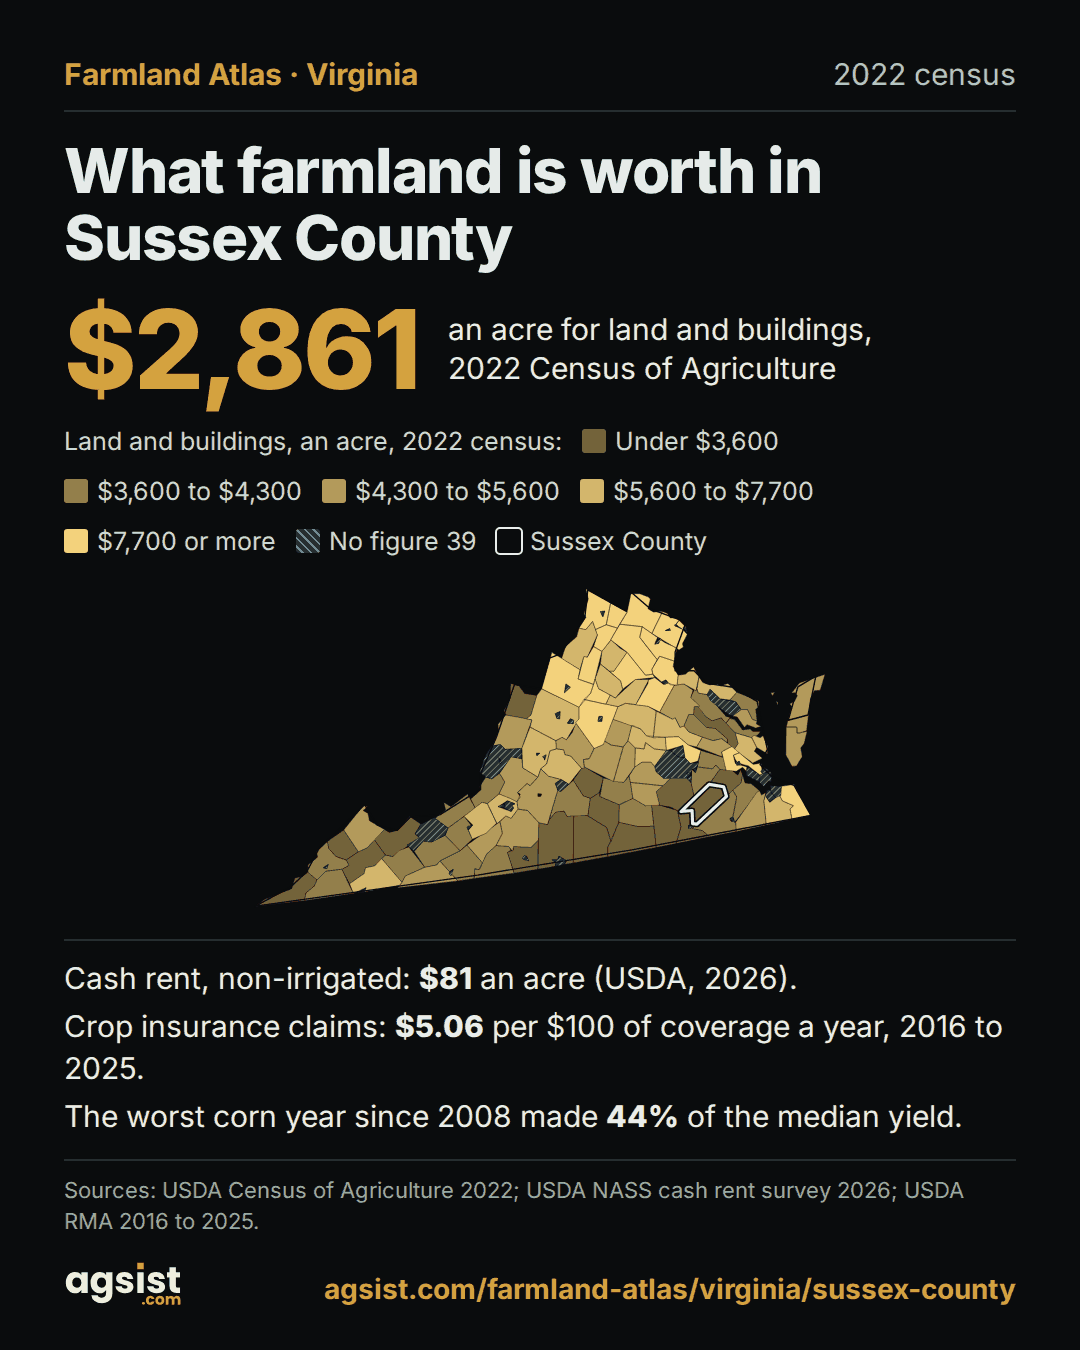 Farmland Atlas · Virginia
2022 census
What farmland is worth in
Sussex County
$2,861
an acre for land and buildings,
2022 Census of Agriculture
Land and buildings, an acre, 2022 census: Under $3,600
$3,600 to $4,300 $4,300 to $5,600 $5,600 to $7,700
$7,700 or more No figure 39 Sussex County
Cash rent, non-irrigated: $81 an acre (USDA, 2026).
Crop insurance claims: $5.06 per $100 of coverage a year, 2016 to
2025.
The worst corn year since 2008 made 44% of the median yield.
Sources: USDA Census of Agriculture 2022; USDA NASS cash rent survey 2026; USDA
RMA 2016 to 2025.
agsist
.com
agsist.com/farmland-atlas/virginia/sussex-county